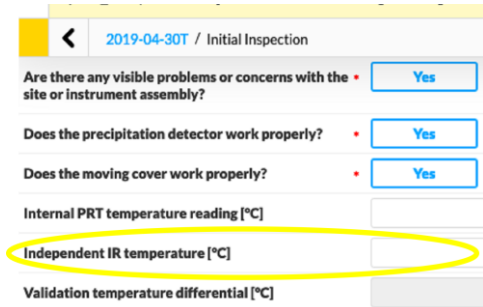 2019-04-30T / Initial Inspection
Are there any visible problems or concerns with the • Yes
site or instrument assembly?
Does the precipitation detector work properly? • Yes
Does the moving cover work properly? • Yes
Internal PRT temperature reading [°C]
Independent IR temperature [°C]
Validation temperature differential [°C]